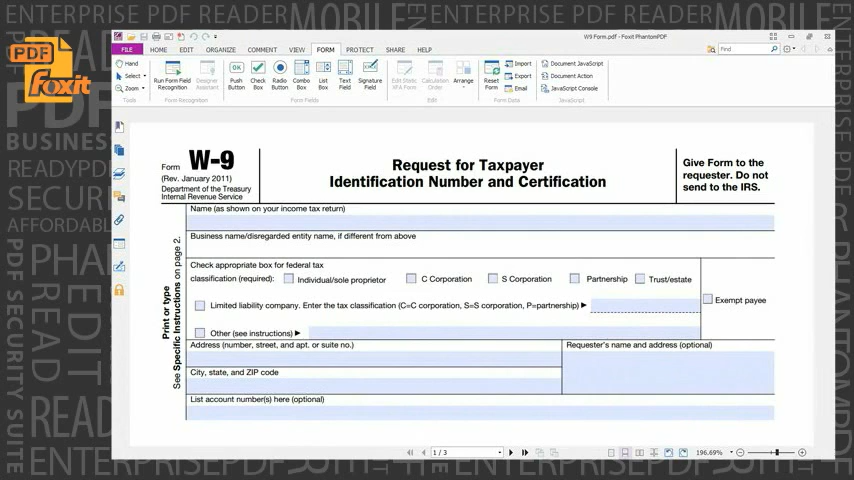 ENTERPRISE PDF READER
MOBILE
PDF
foxit
PDF
BUSINESS
READYPDF
SECUR
AFFORDABL
PHA
READ
EDIT
READ
PDF SECURITY SUITE
ENTERPRISEPDF
READER
ENTERPRISE
PHANTOMPDF
W9 Form.pdf - Foxit PhantomPDF
FILE HOME EDIT ORGANIZE COMMENT VIEW FORM PROTECT SHARE HELP
Find
Hand
Select
Zoom
Tools
Run Form Field Recognition
Designer Assistant
Form Recognition
Push Button
Check Box
Radio Button
Combo Box
List Box
Text Field
Signature Field
Form Fields
Edit Static XFA Form
Calculation Order
Arrange
Edit
Reset Form
Import
Export
Email
Form Data
Document JavaScript
Document Action
JavaScript Console
JavaScript
Form W-9
(Rev. January 2011)
Department of the Treasury
Internal Revenue Service
Request for Taxpayer
Identification Number and Certification
Give Form to the
requester. Do not
send to the IRS.
Print or type
See Specific Instructions on page 2.
Name (as shown on your income tax return)
Business name/disregarded entity name, if different from above
Check appropriate box for federal tax
classification (required): Individual/sole proprietor C Corporation S Corporation Partnership Trust/estate
Limited liability company. Enter the tax classification (C=C corporation, S=S corporation, P=partnership) ▶
Exempt payee
Other (see instructions) ▶
Address (number, street, and apt. or suite no.)
Requester's name and address (optional)
City, state, and ZIP code
List account number(s) here (optional)
1 / 3
196.69%